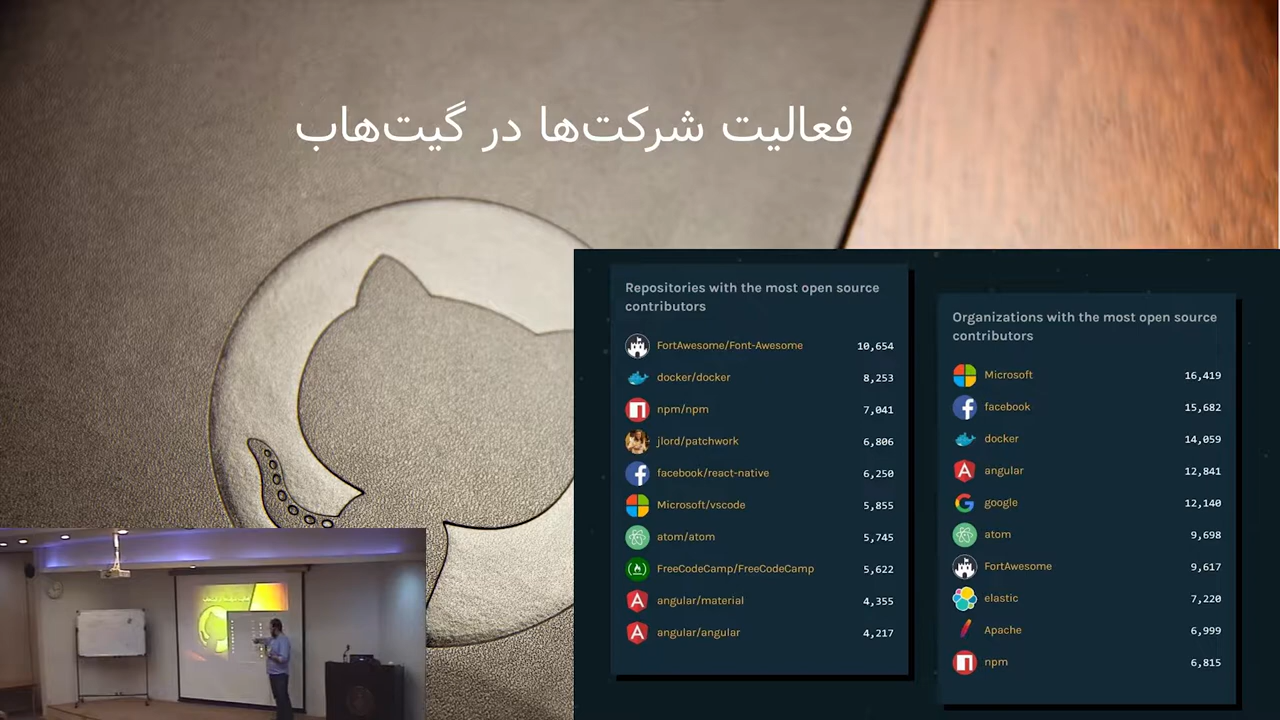 فعالیت شرکت‌ها در گیت‌هاب
Repositories with the most open source
contributors
FortAwesome/Font-Awesome 10,654
docker/docker 8,253
npm/npm 7,041
jlord/patchwork 6,806
facebook/react-native 6,250
Microsoft/vscode 5,855
atom/atom 5,745
FreeCodeCamp/FreeCodeCamp 5,622
angular/material 4,355
angular/angular 4,217
Organizations with the most open source
contributors
Microsoft 16,419
facebook 15,682
docker 14,059
angular 12,841
google 12,140
atom 9,698
FortAwesome 9,617
elastic 7,220
Apache 6,999
npm 6,815